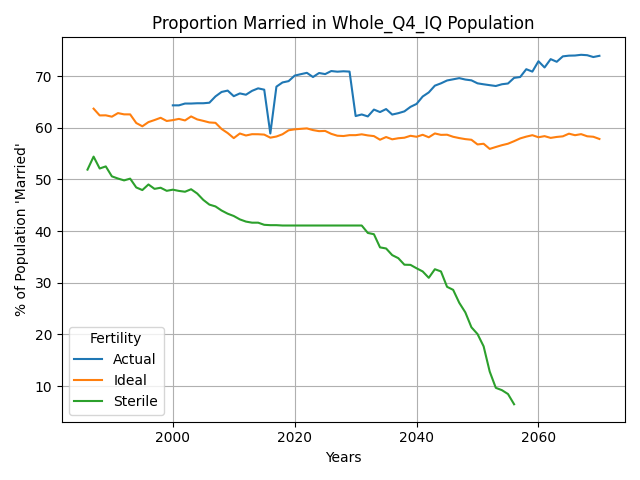 Proportion Married in Whole_Q4_IQ Population
% of Population 'Married'
70
60
50
40
30
20
10
Fertility
Actual
Ideal
Sterile
2000 2020 2040 2060
Years